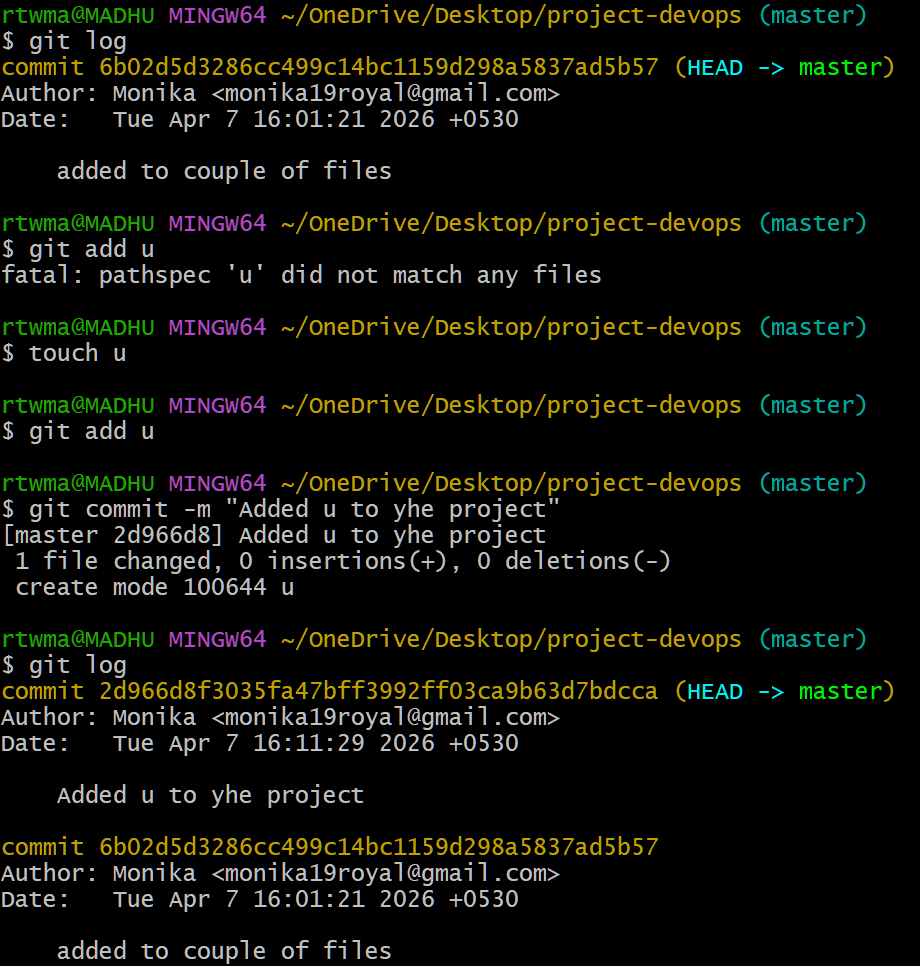 rtwma@MADHU MINGW64 ~/OneDrive/Desktop/project-devops (master)
$ git log
commit 6b02d5d3286cc499c14bc1159d298a5837ad5b57 (HEAD -> master)
Author: Monika <monika19royal@gmail.com>
Date:   Tue Apr 7 16:01:21 2026 +0530

    added to couple of files

rtwma@MADHU MINGW64 ~/OneDrive/Desktop/project-devops (master)
$ git add u
fatal: pathspec 'u' did not match any files

rtwma@MADHU MINGW64 ~/OneDrive/Desktop/project-devops (master)
$ touch u

rtwma@MADHU MINGW64 ~/OneDrive/Desktop/project-devops (master)
$ git add u

rtwma@MADHU MINGW64 ~/OneDrive/Desktop/project-devops (master)
$ git commit -m "Added u to yhe project"
[master 2d966d8] Added u to yhe project
 1 file changed, 0 insertions(+), 0 deletions(-)
 create mode 100644 u

rtwma@MADHU MINGW64 ~/OneDrive/Desktop/project-devops (master)
$ git log
commit 2d966d8f3035fa47bff3992ff03ca9b63d7bdcca (HEAD -> master)
Author: Monika <monika19royal@gmail.com>
Date:   Tue Apr 7 16:11:29 2026 +0530

    Added u to yhe project

commit 6b02d5d3286cc499c14bc1159d298a5837ad5b57
Author: Monika <monika19royal@gmail.com>
Date:   Tue Apr 7 16:01:21 2026 +0530

    added to couple of files